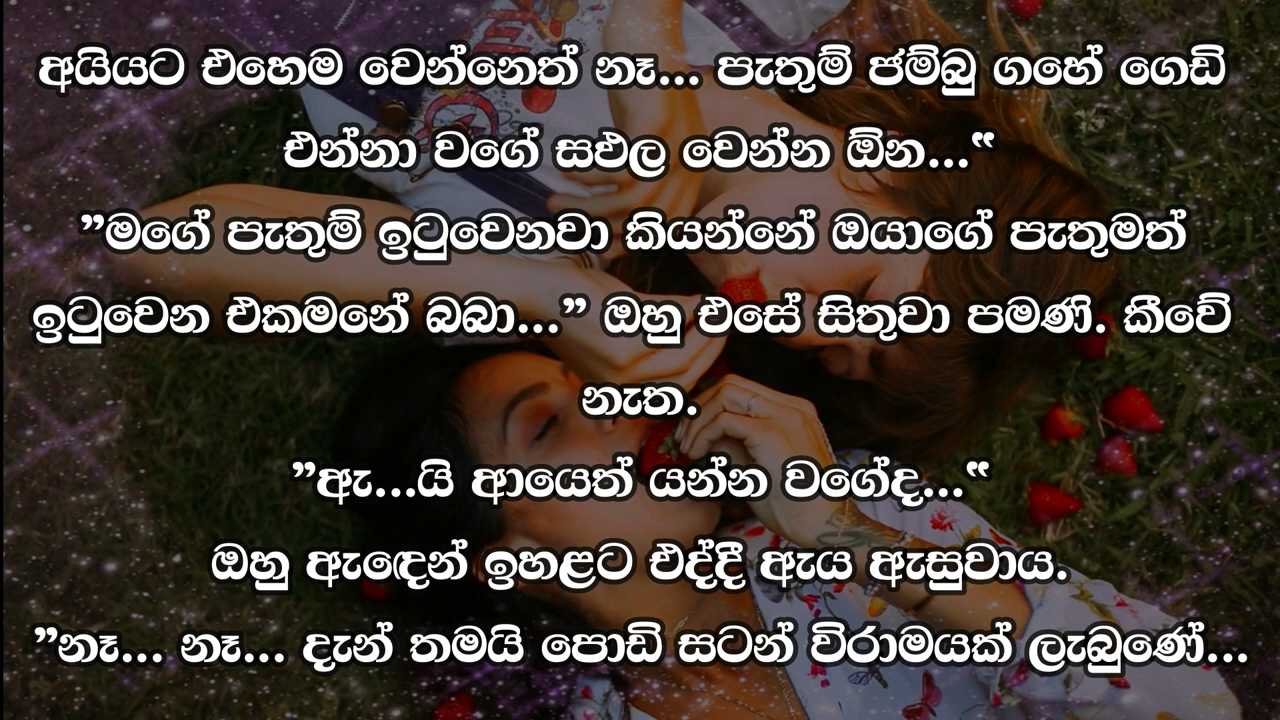 අයියට එහෙම වෙන්නෙත් නෑ... පැතුම් ජම්බු ගහේ ගෙඩි
එන්නා වගේ සඵල වෙන්න ඕන...‟
”මගේ පැතුම් ඉටුවෙනවා කියන්නේ ඔයාගේ පැතුමත්
ඉටුවෙන එකමනේ බබා...” ඔහු එසේ සිතුවා පමණි. කීවේ
නැත.
”ඇ...යි ආයෙත් යන්න වගේද...‟
ඔහු ඇඳෙන් ඉහළට එද්දී ඇය ඇසුවාය.
”නෑ... නෑ... දැන් තමයි පොඩි සටන් විරාමයක් ලැබුණේ...